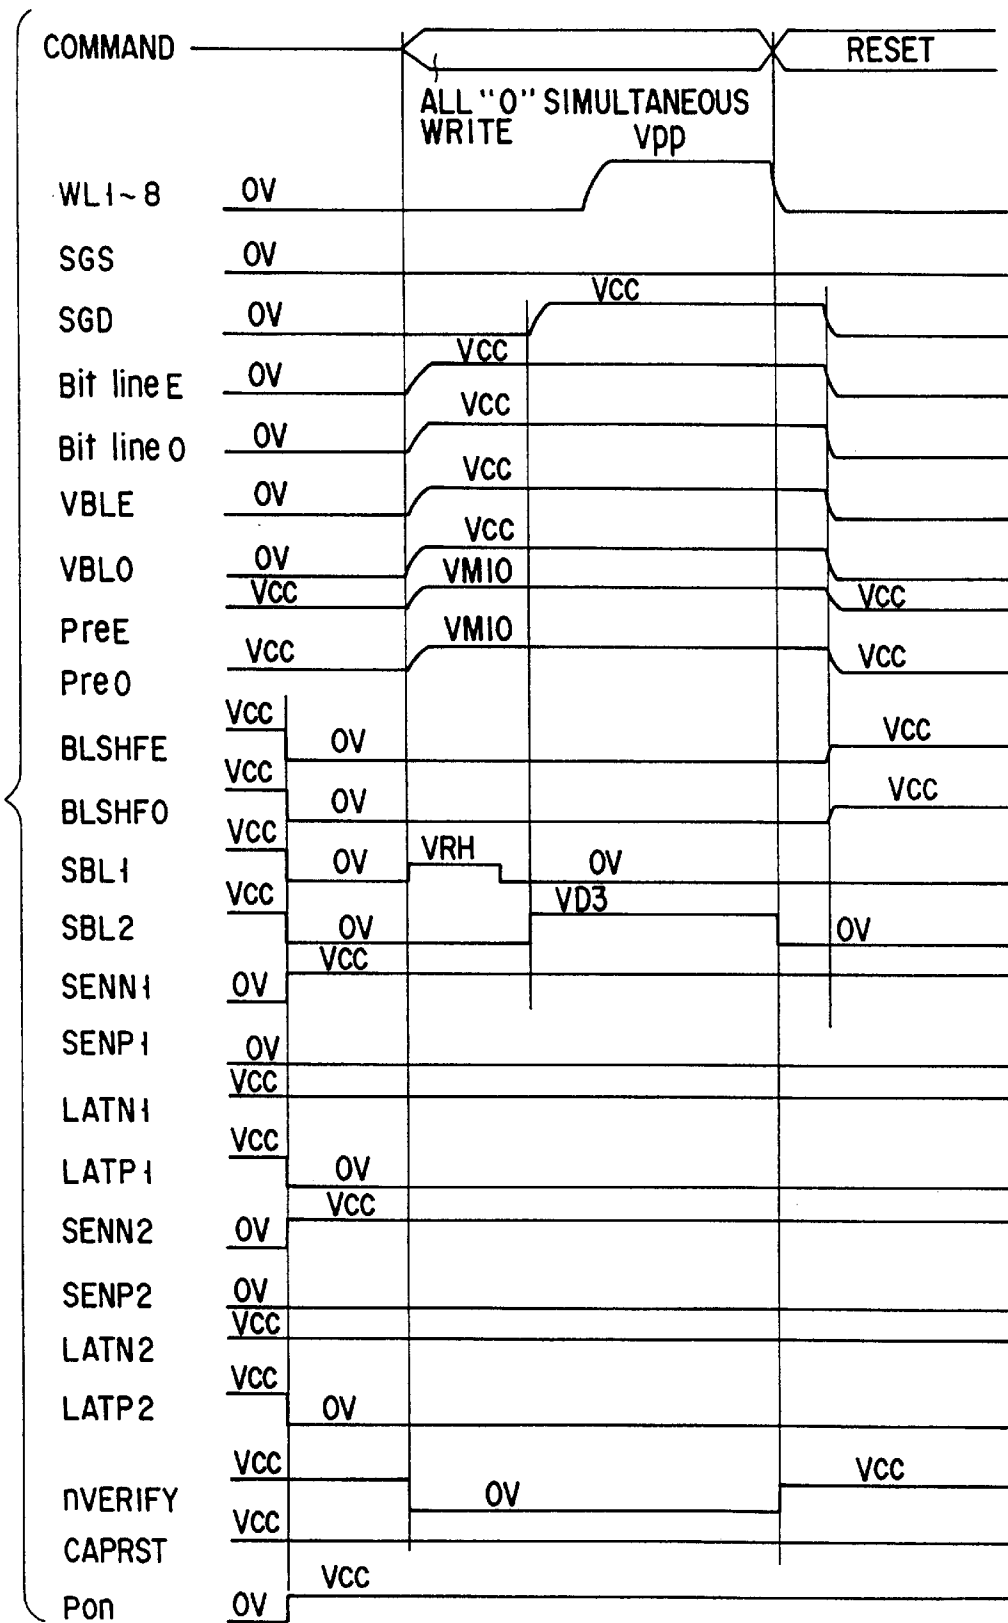 COMMAND RESET
ALL "0" SIMULTANEOUS
WRITE
Vpp
WL1~8 0V
SGS 0V
VCC
SGD 0V
VCC
Bit line E 0V
VCC
Bit line 0 0V
VCC
VBLE 0V
VCC
VBLO 0V
VCC VMIO VCC
PreE
VCC VMIO VCC
PreO
VCC VCC
BLSHFE 0V
VCC VCC
BLSHFO 0V
VCC VRH
SBL1 0V 0V
VCC VD3
SBL2 0V 0V
VCC
SENN1 0V
SENP1 0V
VCC
LATN1
VCC
LATP1 0V
VCC
SENN2 0V
SENP2 0V
VCC
LATN2
VCC
LATP2 0V
VCC VCC
nVERIFY 0V
VCC
CAPRST
VCC
Pon 0V